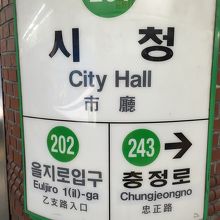 201
시청
City Hall
市廳
202
을지로입구
Euljiro 1(il)-ga
乙支路入口
243
충정로
Chungjeongno
忠正路